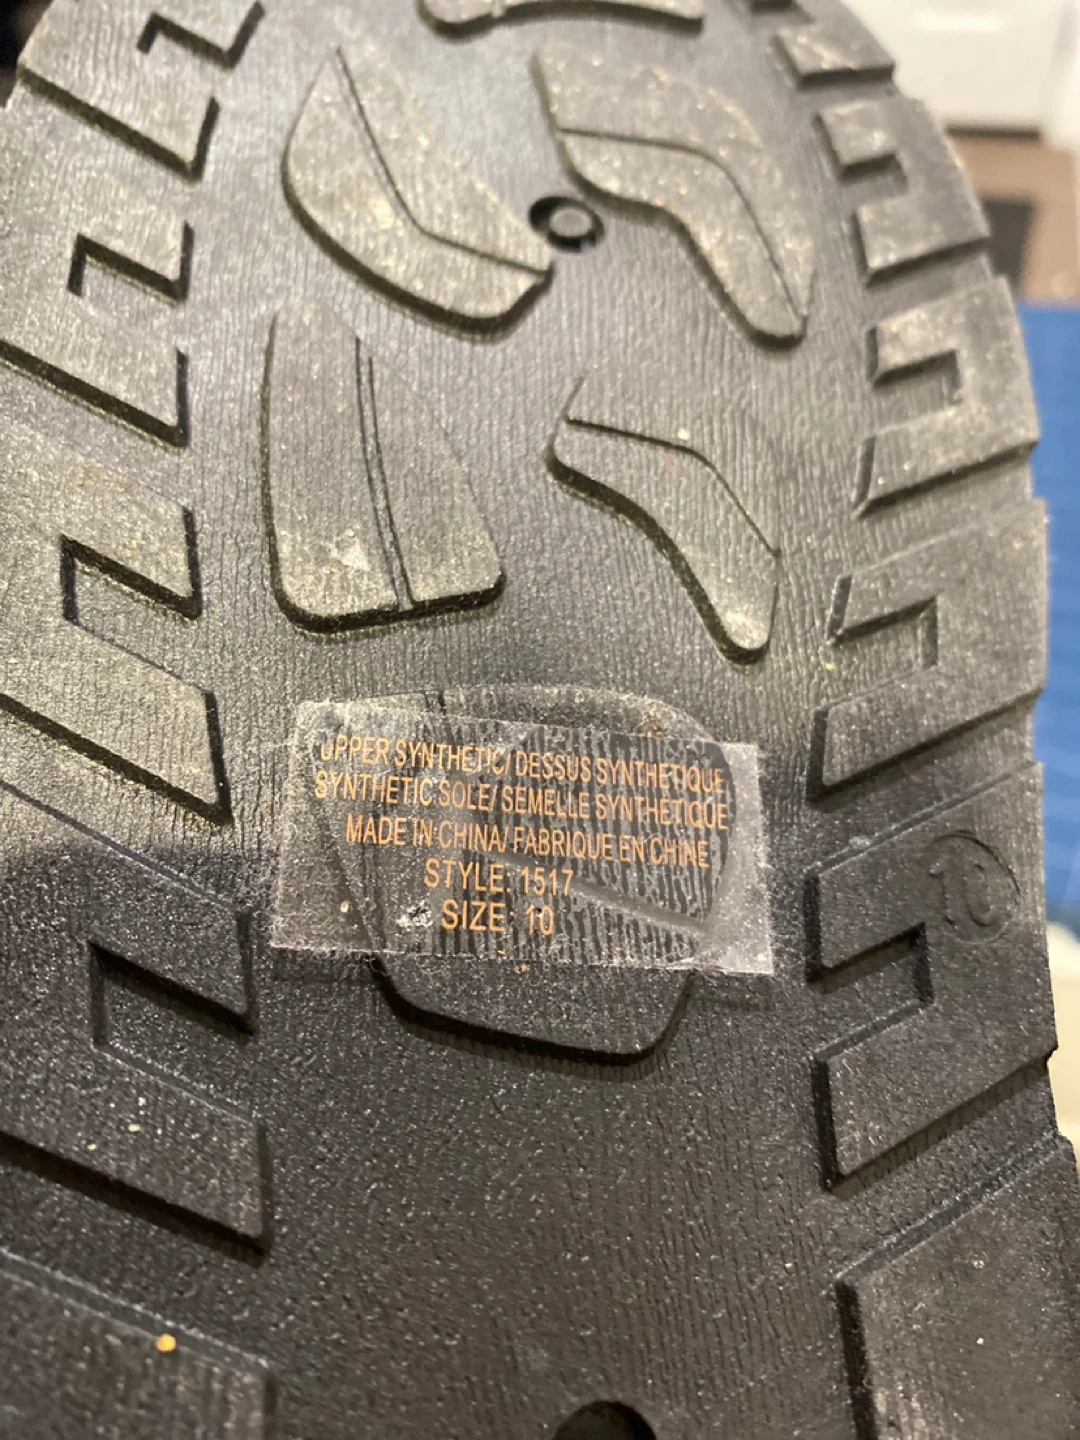 UPPER SYNTHETIC/ DESSUS SYNTHETIQUE
SYNTHETIC SOLE/ SEMELLE SYNTHETIQUE
MADE IN CHINA/ FABRIQUE EN CHINE
STYLE: 1517
SIZE: 10
10